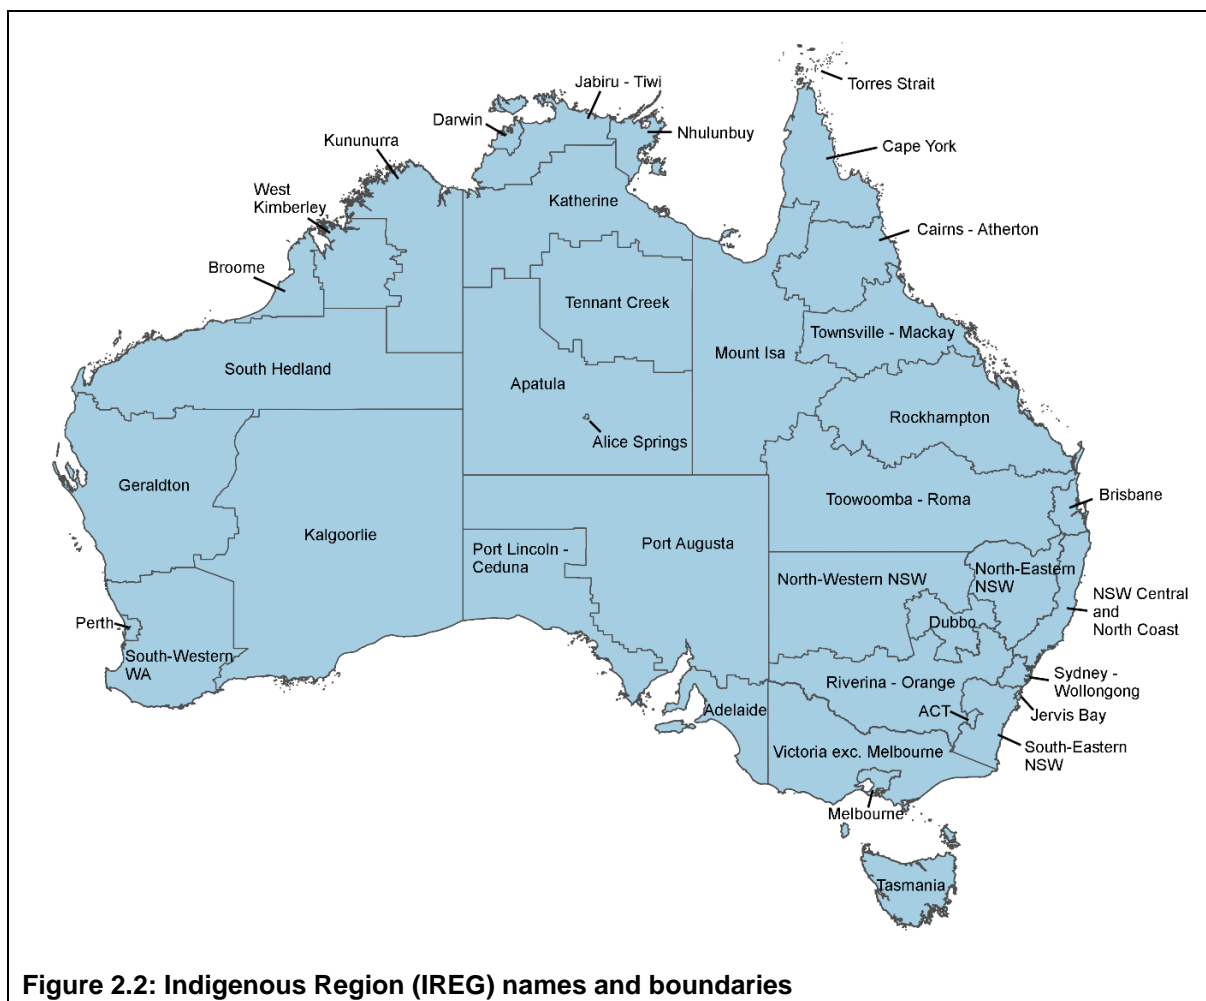 Jabiru - Tiwi
Torres Strait
Darwin
Nhulunbuy
Kununurra
Cape York
West
Kimberley
Katherine
Cairns - Atherton
Broome
Tennant Creek
Townsville - Mackay
Mount Isa
South Hedland
Apatula
Rockhampton
Alice Springs
Geraldton
Toowoomba - Roma
Brisbane
Kalgoorlie
Port Augusta
Port Lincoln -
Ceduna
North-Western NSW
North-Eastern
NSW
NSW Central
and
North Coast
Perth
Dubbo
South-Western
WA
Riverina - Orange
Sydney -
Wollongong
Adelaide
ACT
Jervis Bay
Victoria exc. Melbourne
South-Eastern
NSW
Melbourne
Tasmania
Figure 2.2: Indigenous Region (IREG) names and boundaries